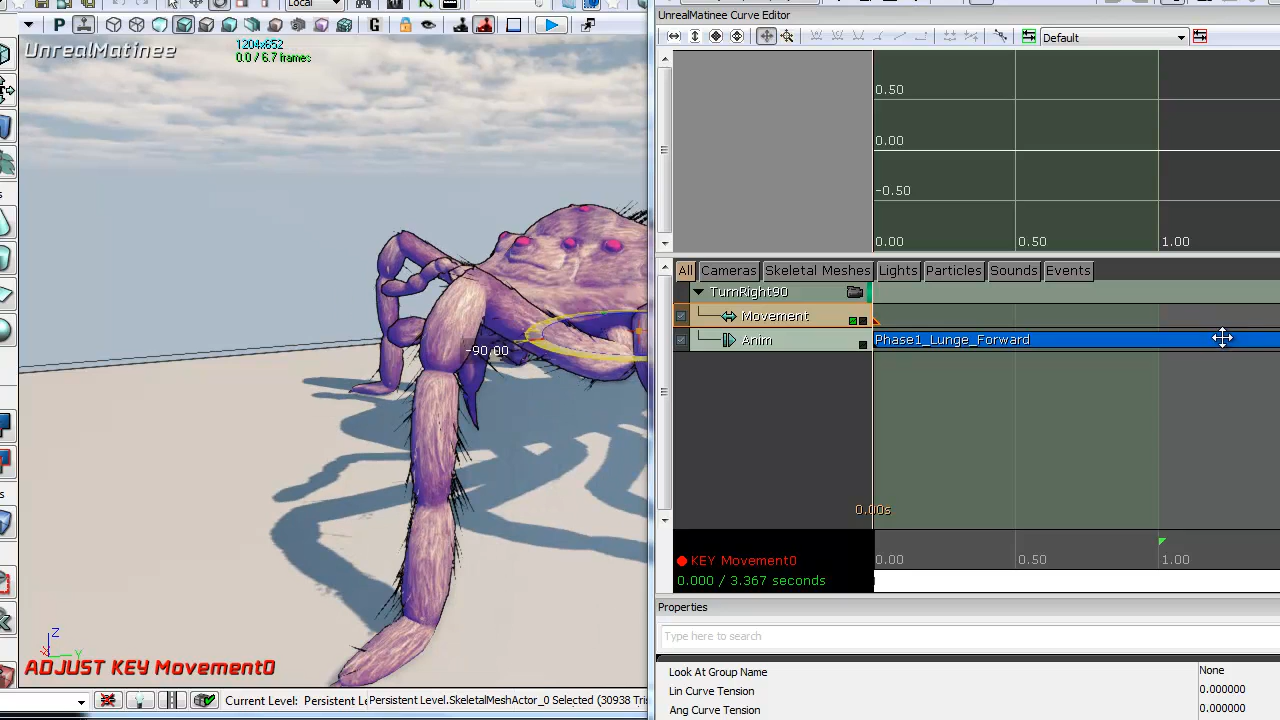 Local
UnrealMatinee Curve Editor
P
G
Default
UnrealMatinee
1204x652
0.0 / 6.7 frames
0.50
0.00
-0.50
0.00
0.50
1.00
All
Cameras
Skeletal Meshes
Lights
Particles
Sounds
Events
TurnRight90
Movement
Anim
Phase1_Lunge_Forward
-90.00
0.00s
0.00
0.50
1.00
KEY Movement0
0.000 / 3.367 seconds
Properties
Type here to search
Look At Group Name
None
Lin Curve Tension
0.000000
Ang Curve Tension
0.000000
Z
X
Y
ADJUST KEY Movement0
Current Level: Persistent Le
Persistent Level.SkeletalMeshActor_0 Selected (30938 Tris